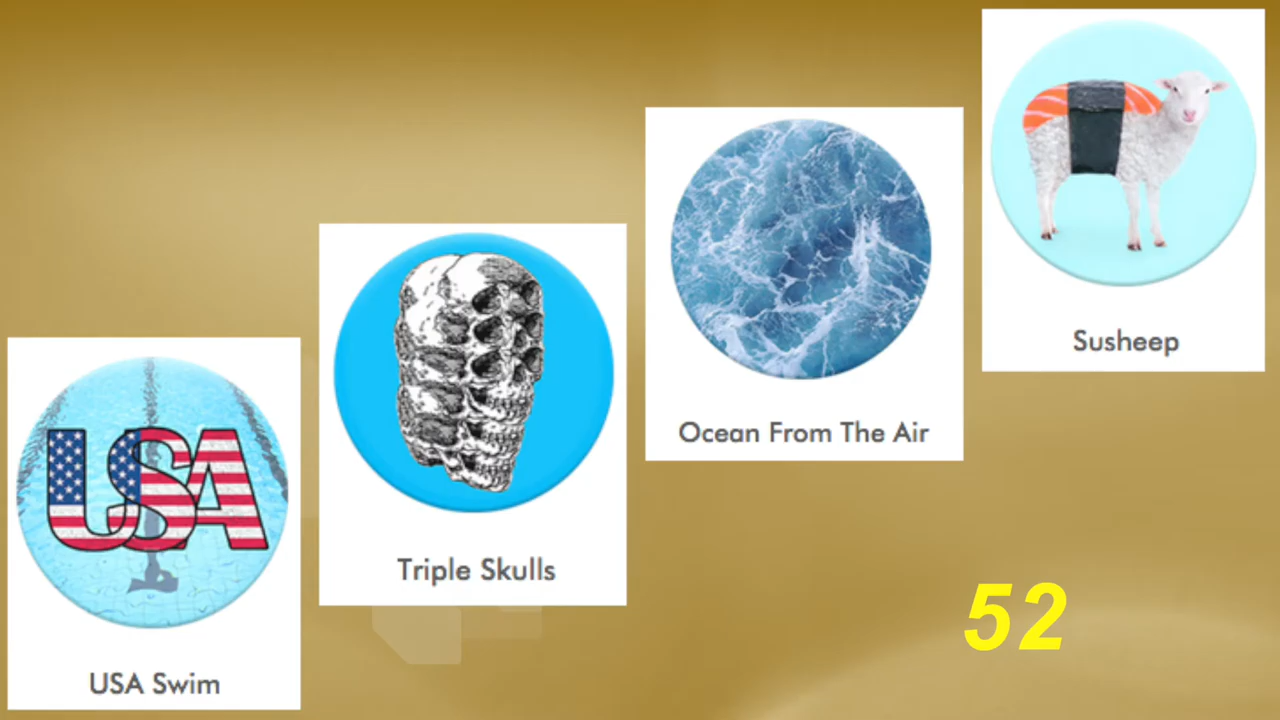 USA
USA Swim
Triple Skulls
Ocean From The Air
Susheep
52